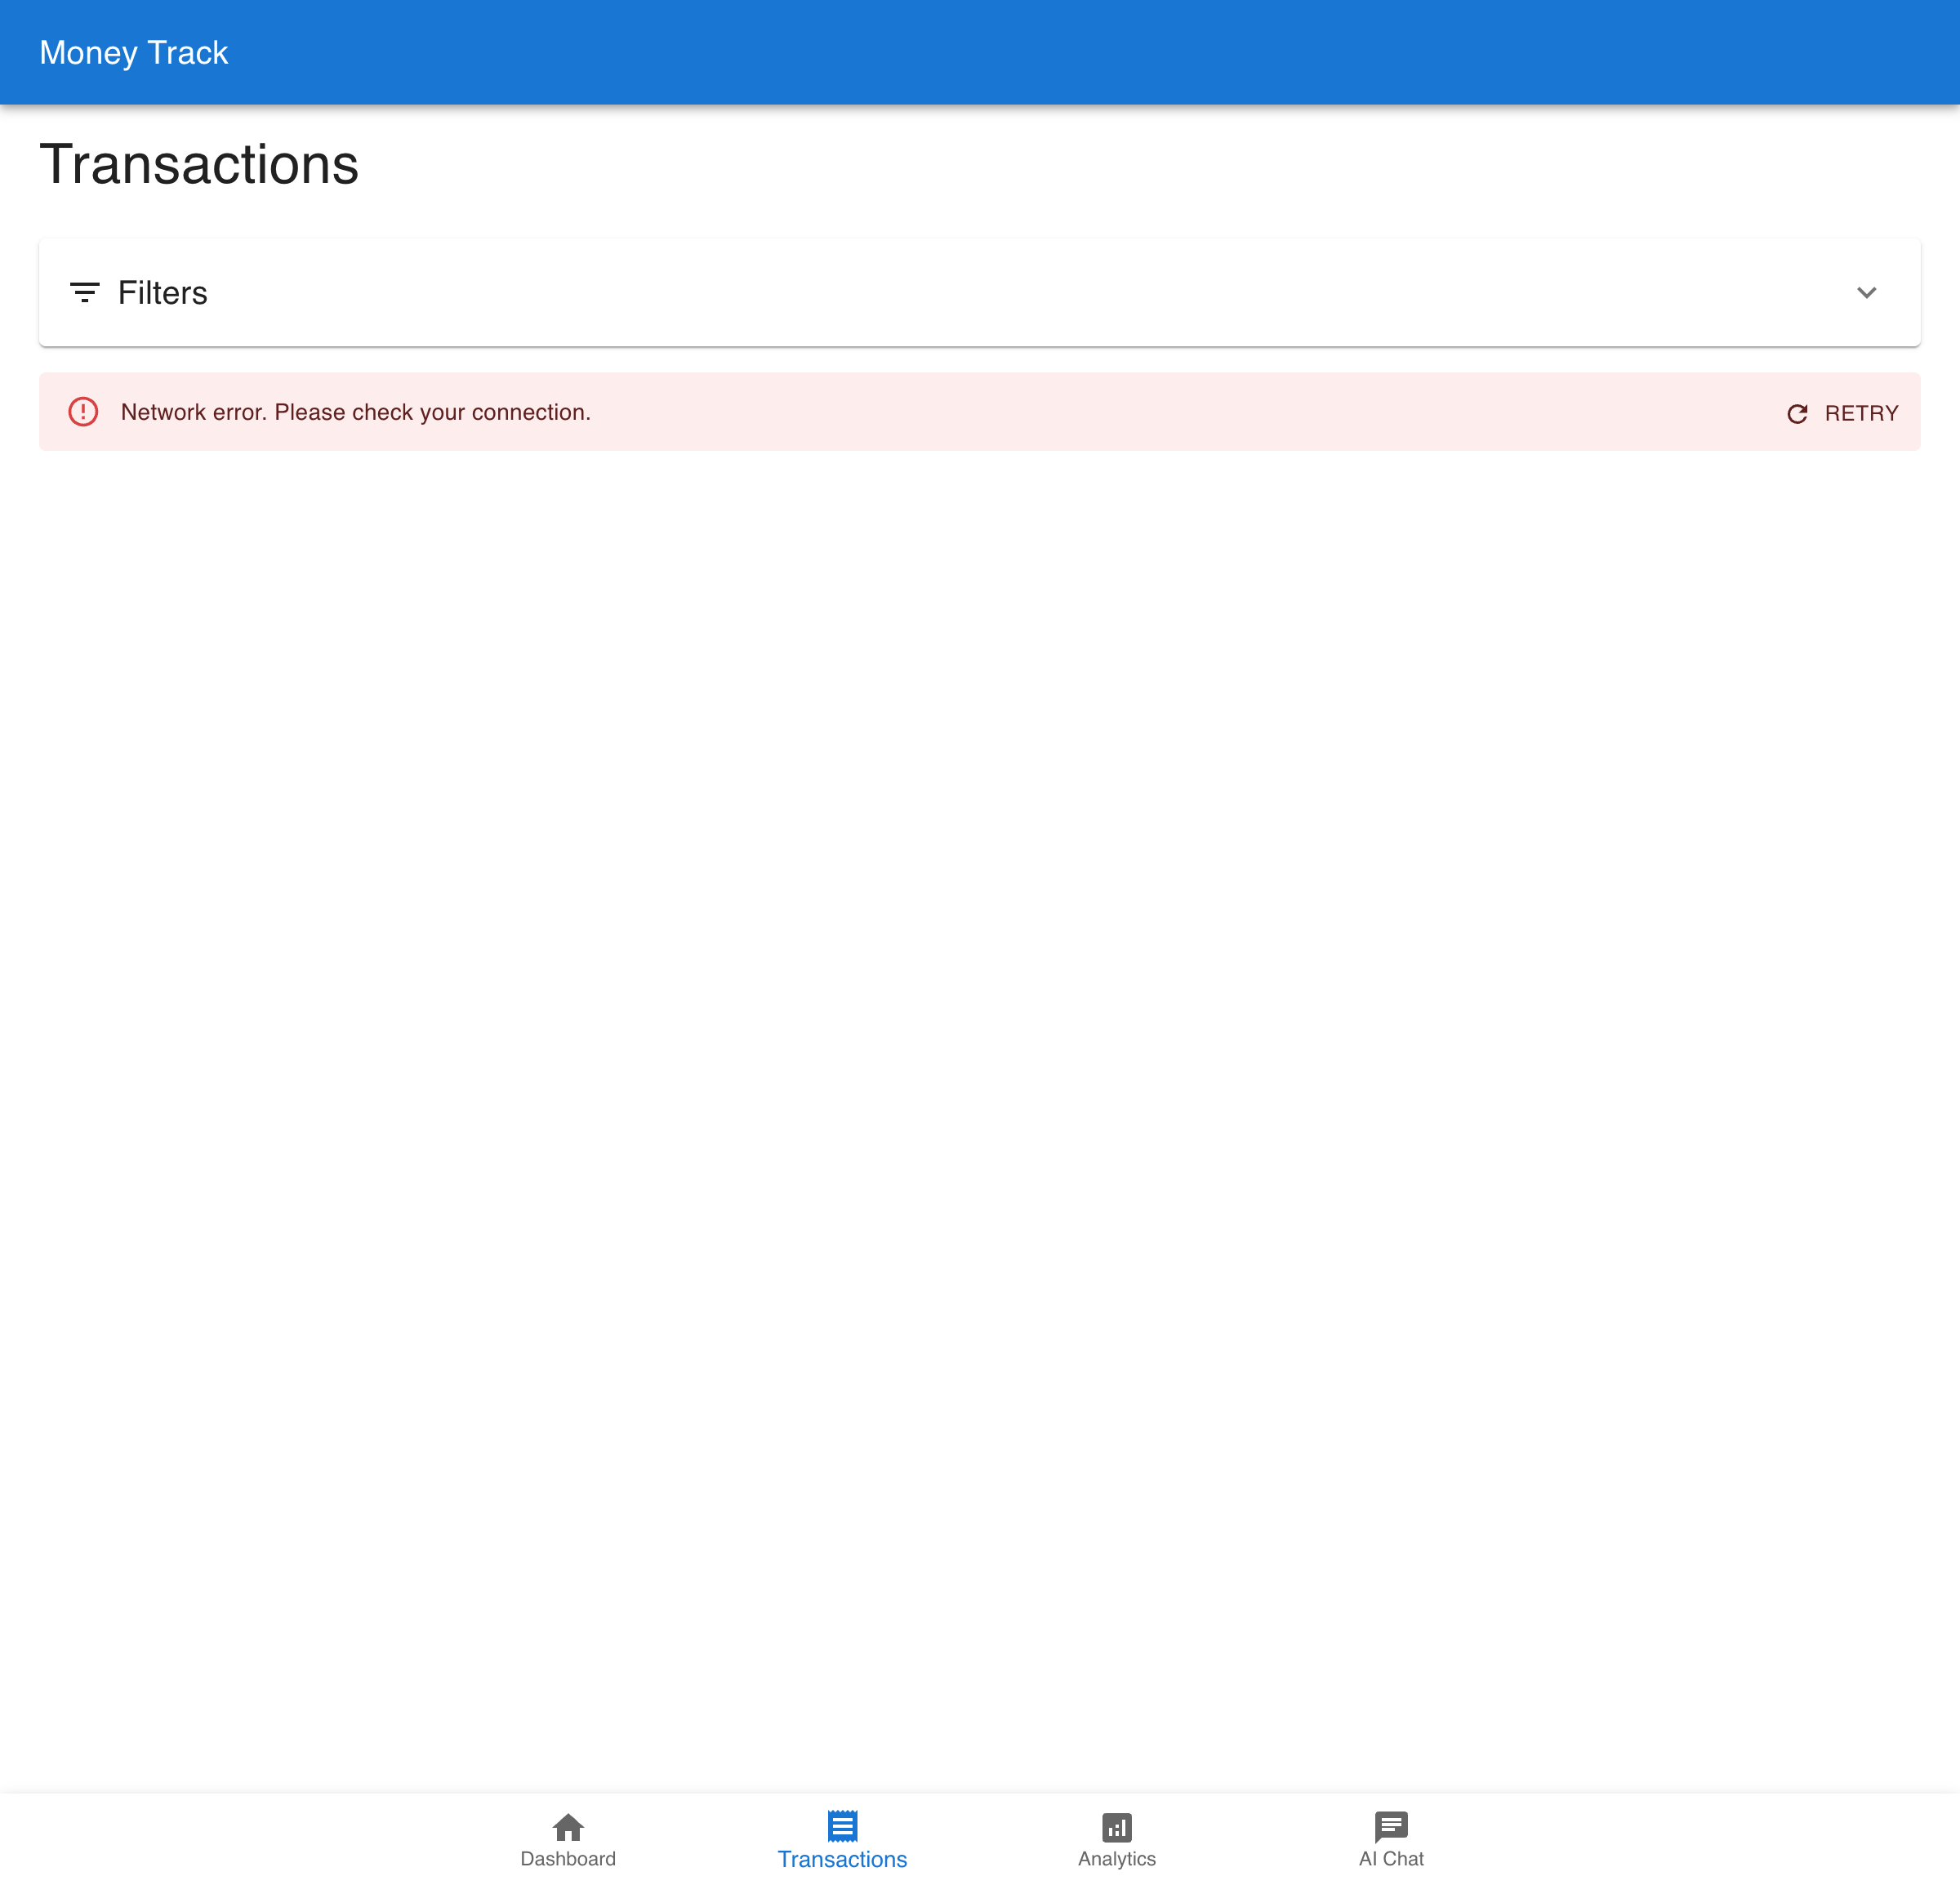 Money Track
Transactions
Filters
Network error. Please check your connection.
RETRY
Dashboard
Transactions
Analytics
AI Chat